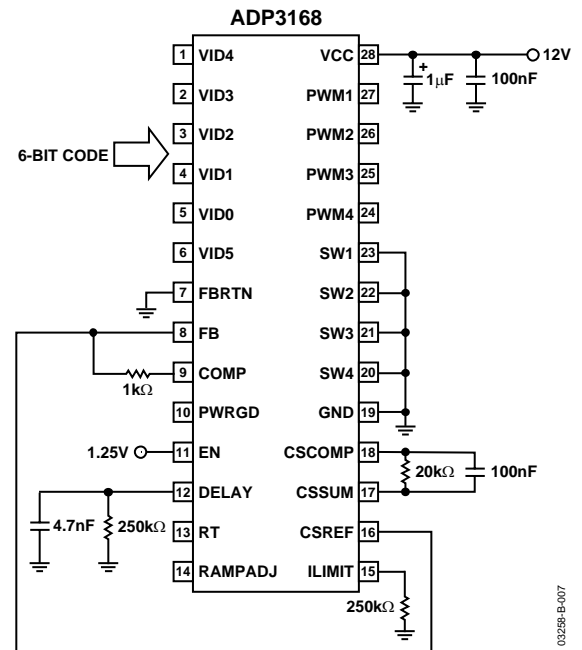 ADP3168
1 VID4
2 VID3
3 VID2
4 VID1
5 VID0
6 VID5
7 FBRTN
8 FB
9 COMP
10 PWRGD
11 EN
12 DELAY
13 RT
14 RAMPADJ
VCC 28
PWM1 27
PWM2 26
PWM3 25
PWM4 24
SW1 23
SW2 22
SW3 21
SW4 20
GND 19
CSCOMP 18
CSSUM 17
CSREF 16
ILIMIT 15
6-BIT CODE
1kΩ
1.25V
4.7nF
250kΩ
12V
+
1µF
100nF
20kΩ
100nF
250kΩ
03258-B-007